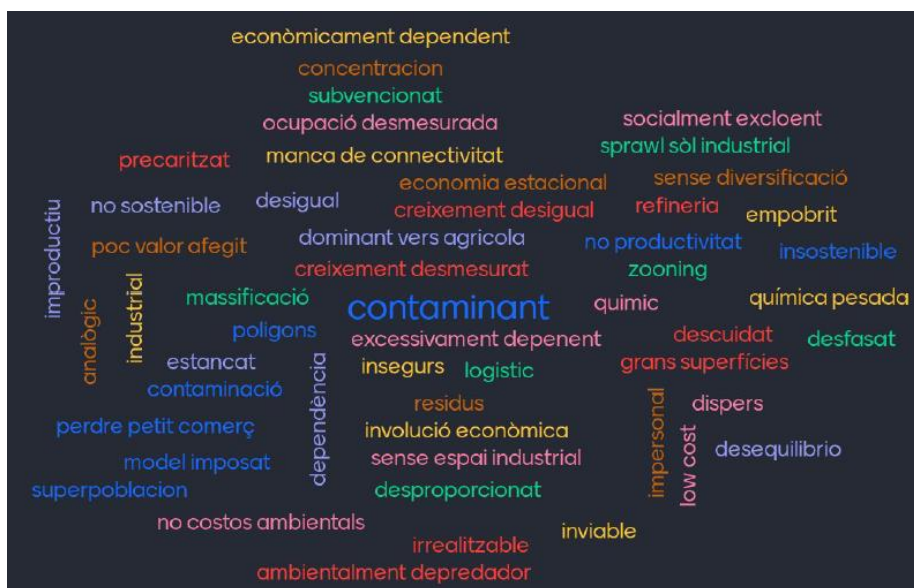 econòmicament dependent
concentracion
subvencionat
ocupació desmesurada
socialment excloent
sprawl sòl industrial
precaritzat
manca de connectivitat
economia estacional
sense diversificació
no sostenible
desigual
creixement desigual
refineria
empobrit
improductiu
poc valor afegit
dominant vers agricola
no productivitat
insostenible
creixement desmesurat
zooning
analògic
industrial
massificació
contaminant
quimic
química pesada
poligons
excessivament depenent
descuidat
desfasat
estancat
insegurs
logistic
grans superfícies
contaminació
dependència
residus
impersonal
low cost
dispers
perdre petit comerç
involució econòmica
desequilibrio
model imposat
sense espai industrial
superpoblacion
desproporcionat
no costos ambientals
inviable
irrealitzable
ambientalment depredador